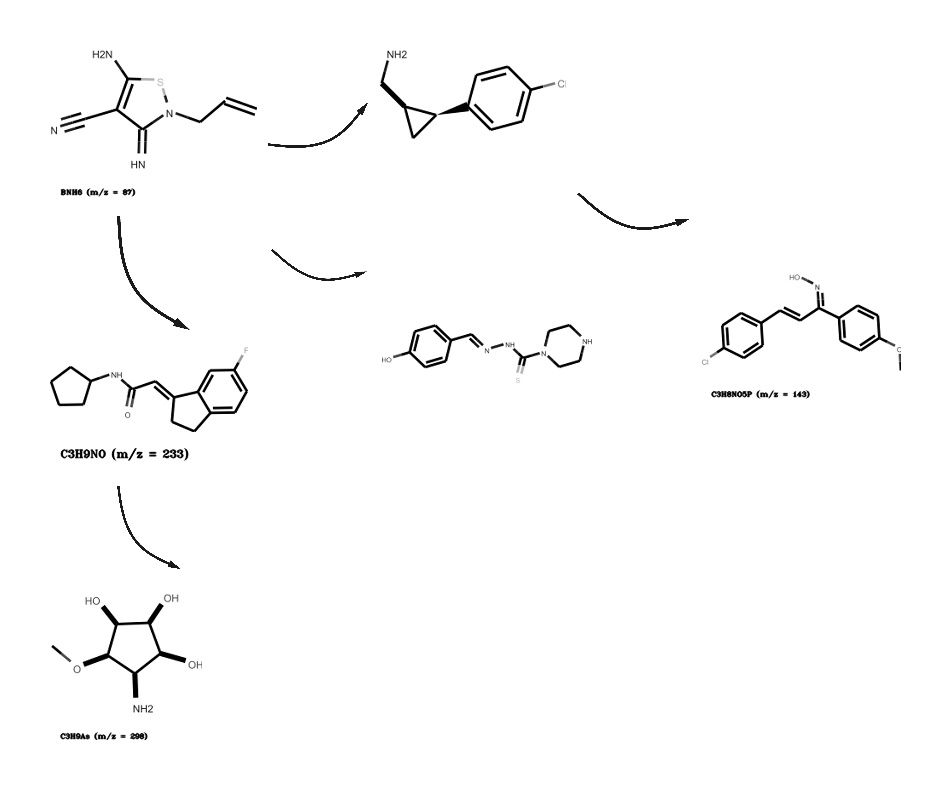 H2N
S
N
N
HN
BNH6 (m/z = 87)
NH2
Cl
HO
N
Cl
O
C3H8NO5P (m/z = 143)
HO
N
NH
S
N
NH
F
NH
O
C3H9NO (m/z = 233)
HO
OH
O
OH
NH2
C3H9As (m/z = 298)